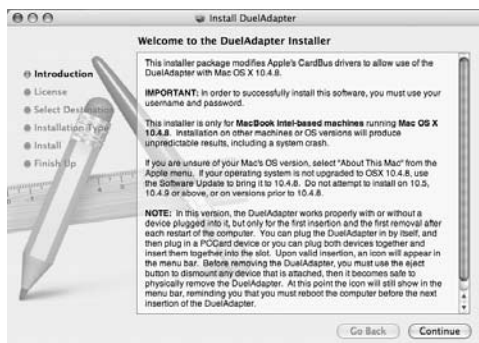 Install DuelAdapter
Welcome to the DuelAdapter Installer
Introduction
License
Select Destination
Installation Type
Install
Finish Up
This installer package modifies Apple's CardBus drivers to allow use of the
DuelAdapter with Mac OS X 10.4.8.
IMPORTANT: In order to successfully install this software, you must use your
username and password.
This installer is only for MacBook Intel-based machines running Mac OS X
10.4.8. Installation on other machines or OS versions will produce
unpredictable results, including a system crash.
If you are unsure of your Mac's OS version, select "About This Mac" from the
Apple menu. If your operating system is not upgraded to OSX 10.4.8, use
the Software Update to bring it to 10.4.8. Do not attempt to install on 10.5,
10.4.9 or above, or on versions prior to 10.4.8.
NOTE: In this version, the DuelAdapter works properly with or without a
device plugged into it, but only for the first insertion and the first removal after
each restart of the computer. You can plug the DuelAdapter in by itself, and
then plug in a PCCard device or you can plug both devices together and
insert them together into the slot. Upon valid insertion, an icon will appear in
the menu bar. Before removing the DuelAdapter, you must use the eject
button to dismount any device that is attached, then it becomes safe to
physically remove the DuelAdapter. At this point the icon will still show in the
menu bar, reminding you that you must reboot the computer before the next
insertion of the DuelAdapter.
Go Back
Continue